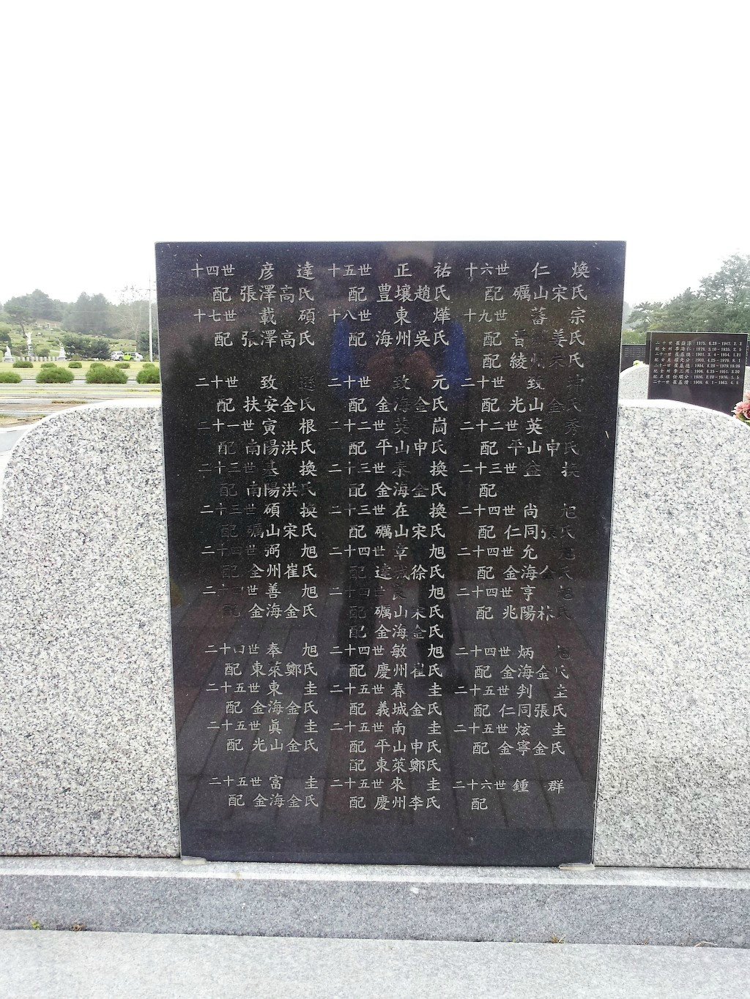 十四世 彦 達 十五世 正 祐 十六世 仁 煥
配 張澤高氏 配 豊壤趙氏 配 礪山宋氏
十七世 載 碩 十八世 東 燁 十九世 蕃 宗
配 張澤高氏 配 海州吳氏 配 晋 姜氏
配 綾 氏
二十世 致 二十世 致 元 二十世 致
配 扶安金氏 配 金海金氏 配 光山金氏
二十一世 寅 根 二十二世 英 二十二世 英 秀
配 南陽洪氏 配 平山申氏 配 平山申氏
二十三世 基 換 二十三世 泰 換 二十三世 益 换
配 南陽洪氏 配 金海金氏 配
二十三世 碩 換 二十三世 在 換 二十四世 尚 旭
配 礪山宋氏 配 礪山宋氏 配 仁同張氏
二十四世 弼 旭 二十四世 章 旭 二十四世 允 旭
配 全州崔氏 配 達城徐氏 配 金海金氏
二十四世 善 旭 二十四世 旭 二十四世 亨 旭
配 金海金氏 配 礪山宋氏 配 兆陽林氏
配 金海金氏
二十四世 奉 旭 二十四世 敏 旭 二十四世 炳 旭
配 東萊鄭氏 配 慶州崔氏 配 金海金氏
二十五世 東 圭 二十五世 春 圭 二十五世 判 圭
配 金海金氏 配 義城金氏 配 仁同張氏
二十五世 眞 圭 二十五世 南 圭 二十五世 炫 圭
配 光山金氏 配 平山申氏 配 金寧金氏
配 東萊鄭氏
二十五世 富 圭 二十五世 來 圭 二十六世 鍾 群
配 金海金氏 配 慶州李氏 配